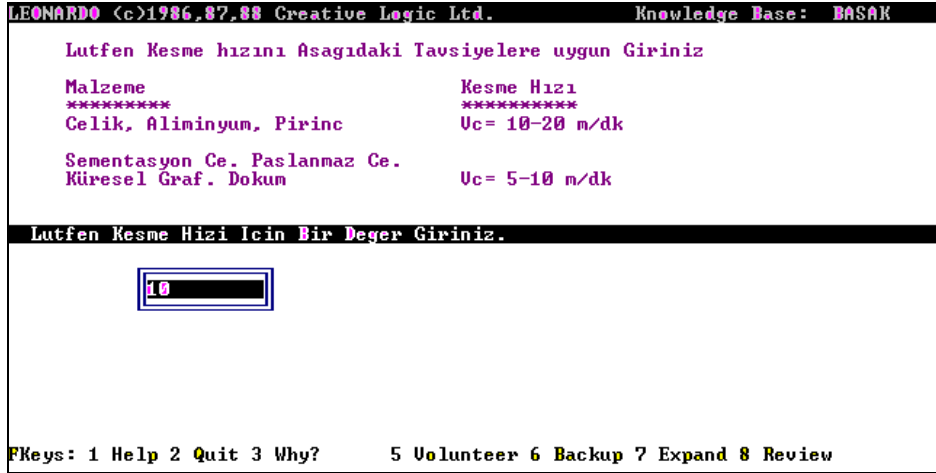 LEONARDO (c)1986,87,88 Creative Logic Ltd. Knowledge Base: BASAK
Lutfen Kesme hızını Asagıdaki Tavsiyelere uygun Giriniz
Malzeme Kesme Hızı
********* **********
Celik, Aliminyum, Pirinc Vc= 10-20 m/dk
Sementasyon Ce. Paslanmaz Ce.
Küresel Graf. Dokum Vc= 5-10 m/dk
Lutfen Kesme Hizi Icin Bir Deger Giriniz.
10
FKeys: 1 Help 2 Quit 3 Why? 5 Volunteer 6 Backup 7 Expand 8 Review